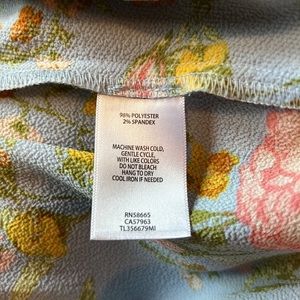 98% POLYESTER
2% SPANDEX
MACHINE WASH COLD,
GENTLE CYCLE,
WITH LIKE COLORS
DO NOT BLEACH
HANG TO DRY
COOL IRON IF NEEDED
RN58665
CA57963
TL356679MI